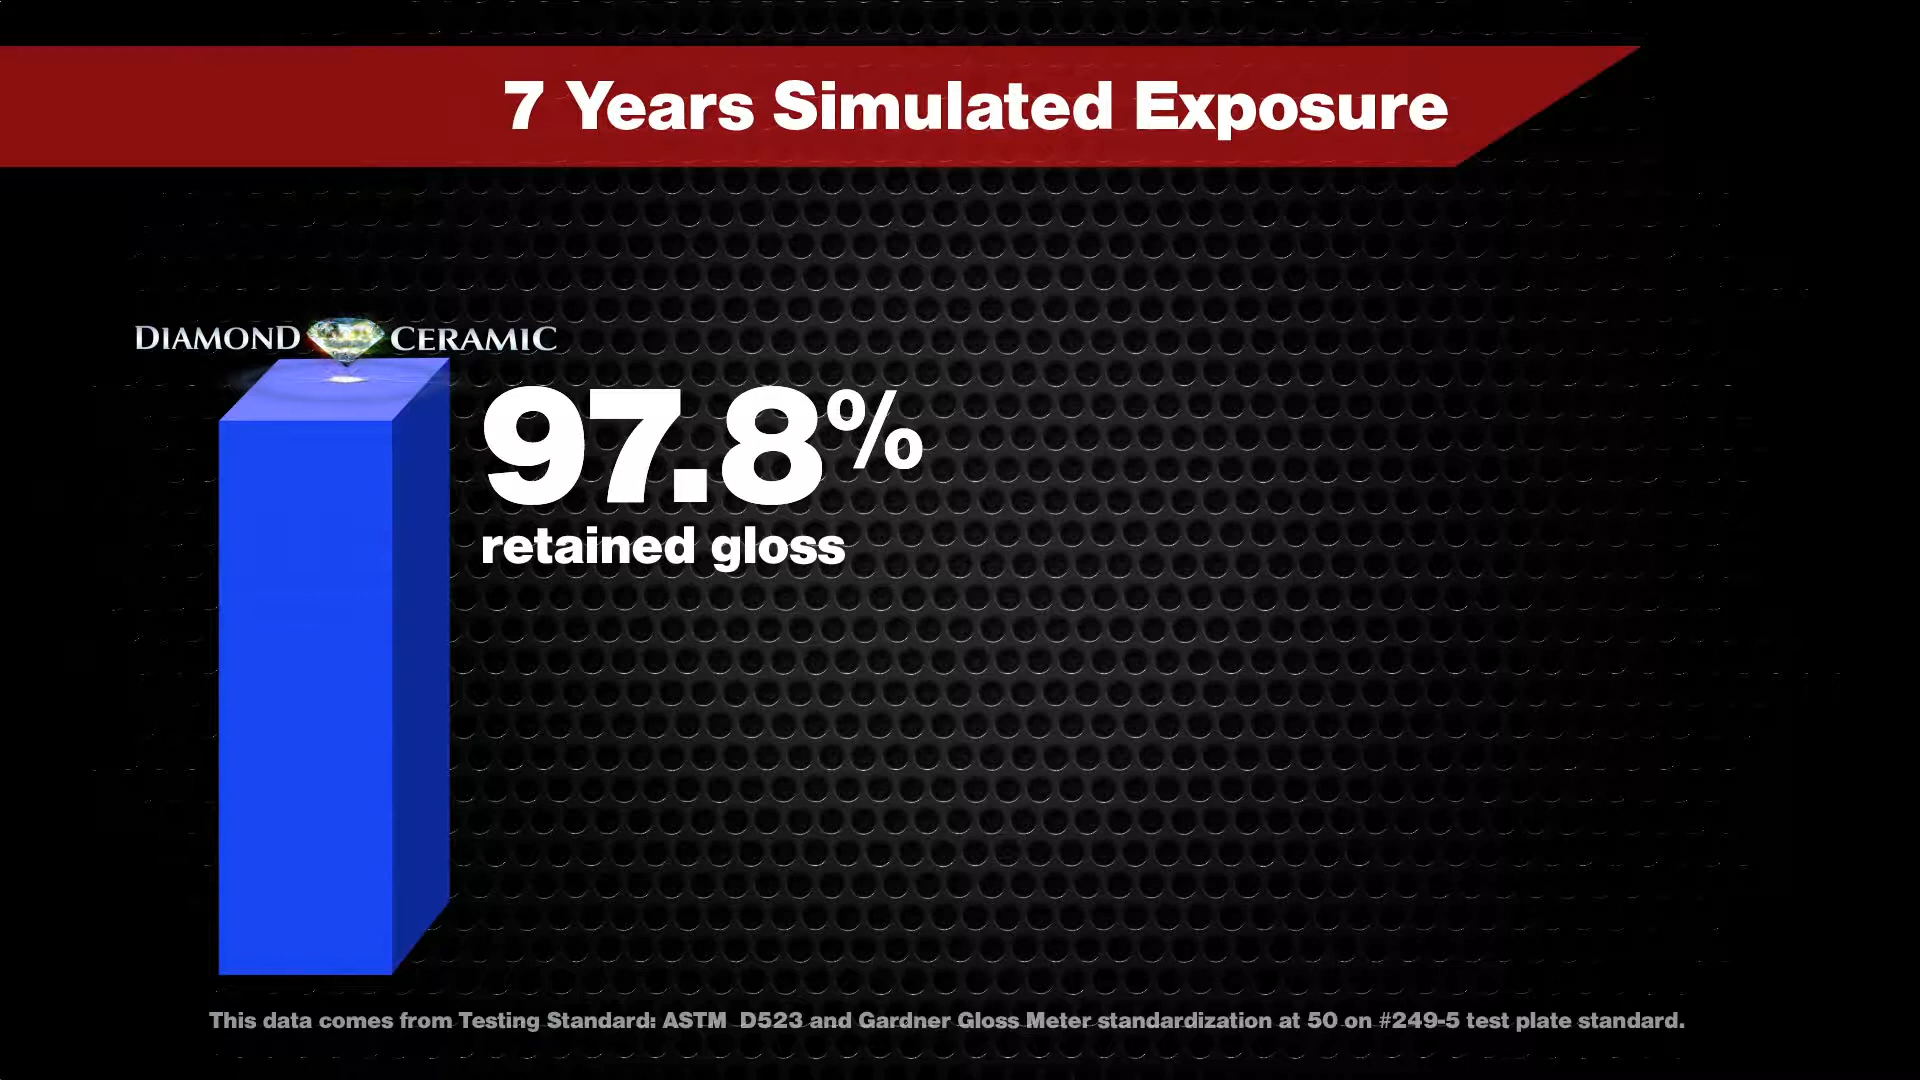 7 Years Simulated Exposure
DIAMOND CERAMIC
97.8%
retained gloss
This data comes from Testing Standard: ASTM D523 and Gardner Gloss Meter standardization at 50 on #249-5 test plate standard.